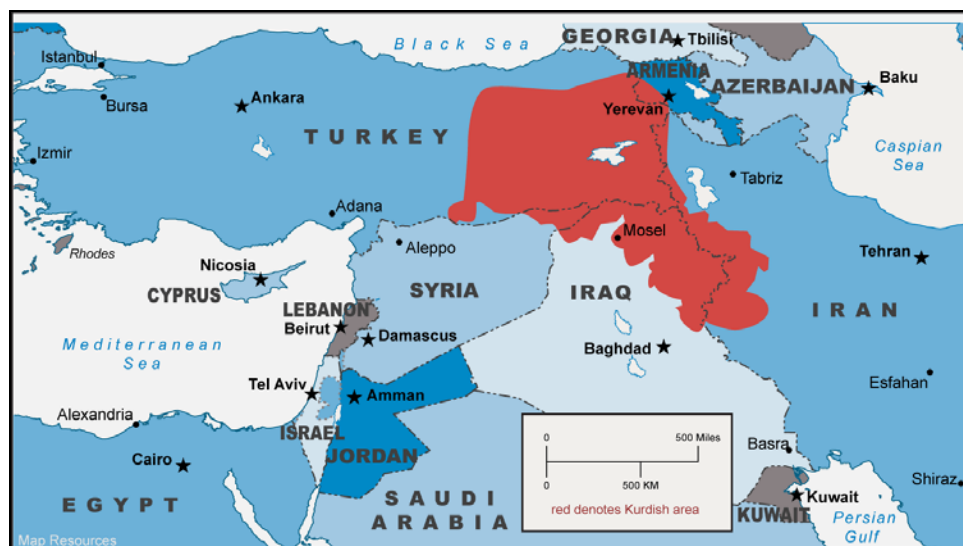 Black Sea
GEORGIA
Tbilisi
Istanbul
ARMENIA
AZERBAIJAN
Baku
Bursa
Ankara
Yerevan
TURKEY
Caspian
Sea
Izmir
Tabriz
Adana
Mosel
Aleppo
Rhodes
Nicosia
Tehran
CYPRUS
SYRIA
IRAQ
LEBANON
IRAN
Beirut
Damascus
Baghdad
Mediterranean
Sea
Esfahan
Tel Aviv
Amman
Alexandria
ISRAEL
0
500 Miles
Basra
JORDAN
Cairo
0
500 KM
Shiraz
EGYPT
SAUDI
ARABIA
red denotes Kurdish area
Kuwait
KUWAIT
Persian
Gulf
Map Resources